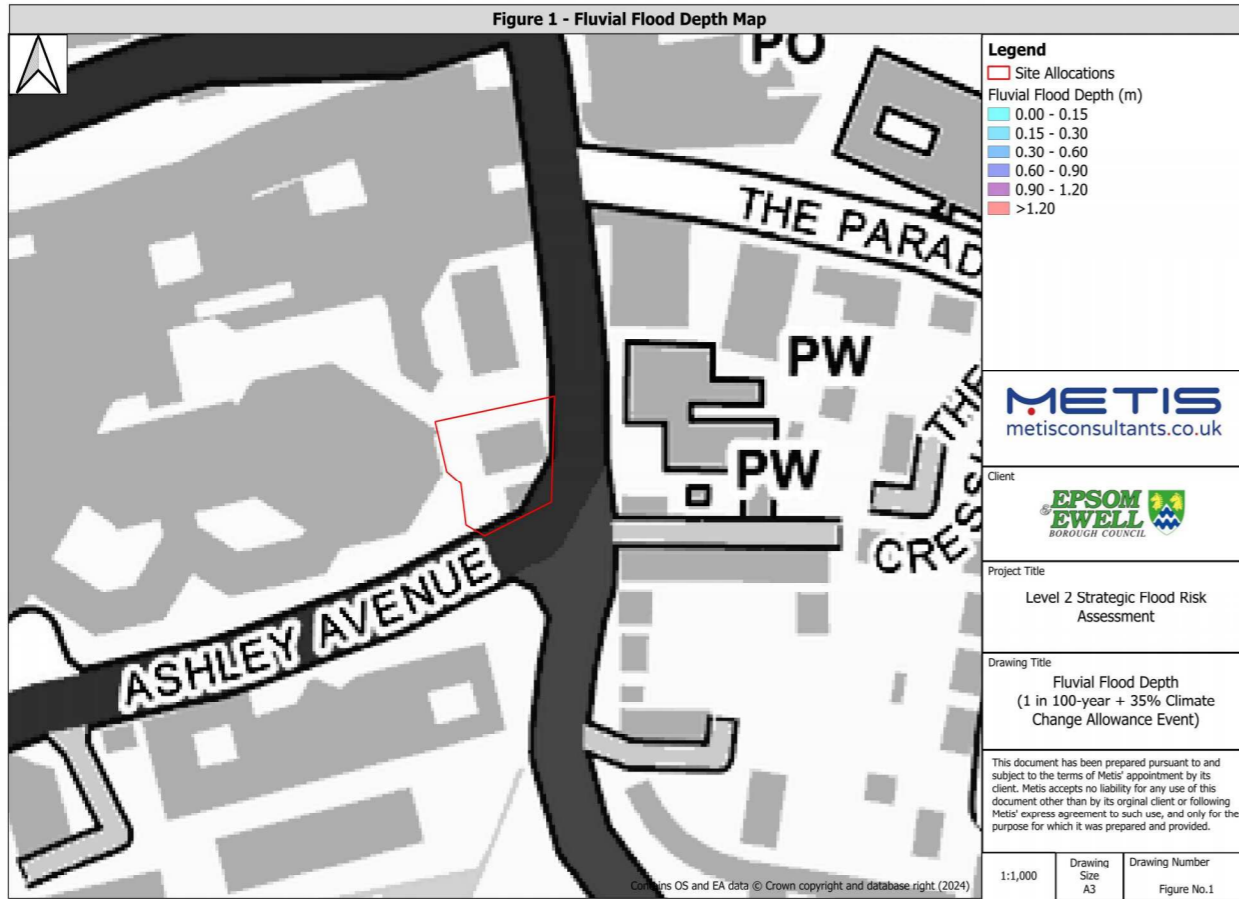 Figure 1 - Fluvial Flood Depth Map
PO
THE PARAD
PW
THE
PW
CRES
ASHLEY AVENUE
Contains OS and EA data © Crown copyright and database right (2024)
Legend
Site Allocations
Fluvial Flood Depth (m)
0.00 - 0.15
0.15 - 0.30
0.30 - 0.60
0.60 - 0.90
0.90 - 1.20
>1.20
METIS
metisconsultants.co.uk
Client
EPSOM
& EWELL
BOROUGH COUNCIL
Project Title
Level 2 Strategic Flood Risk
Assessment
Drawing Title
Fluvial Flood Depth
(1 in 100-year + 35% Climate
Change Allowance Event)
This document has been prepared pursuant to and
subject to the terms of Metis' appointment by its
client. Metis accepts no liability for any use of this
document other than by its orginal client or following
Metis' express agreement to such use, and only for the
purpose for which it was prepared and provided.
1:1,000
Drawing
Size
A3
Drawing Number
Figure No.1